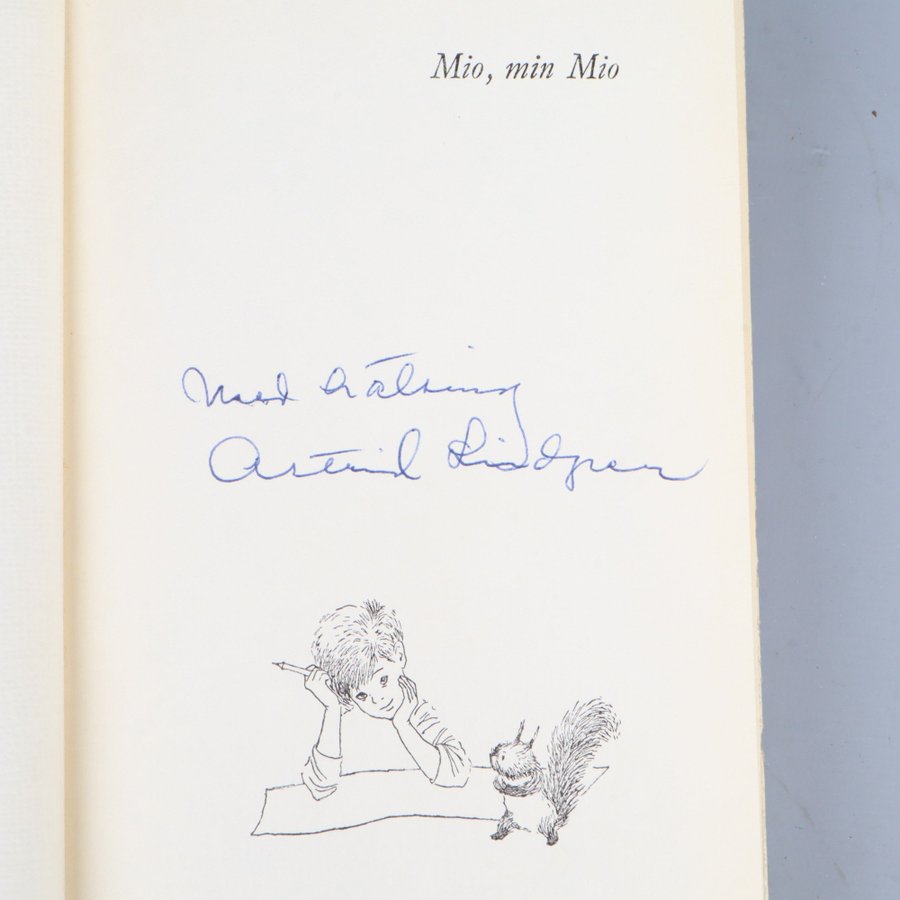 Mio, min Mio
Med hälsning
Astrid Lindgren